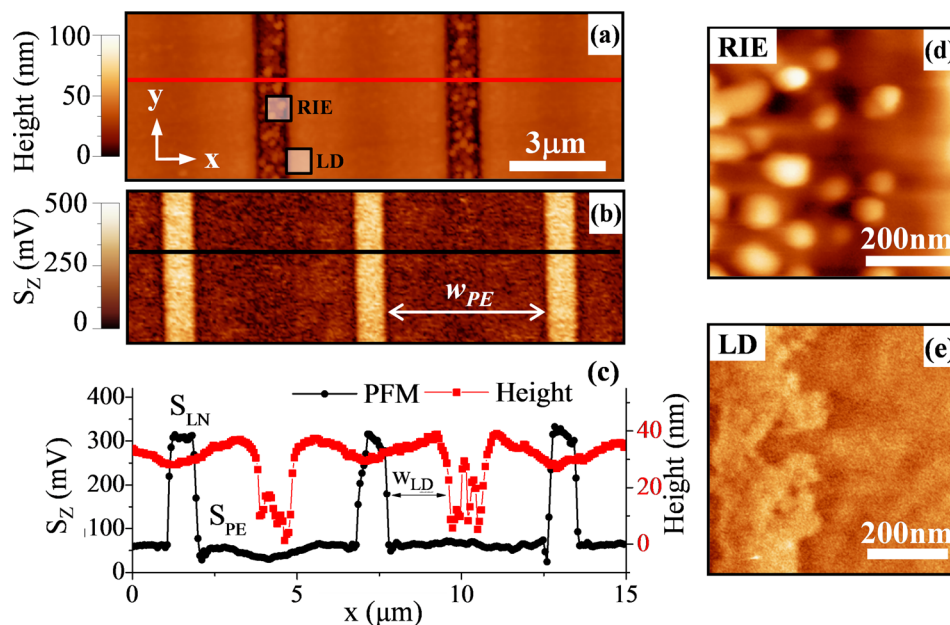 Height (nm)
100
50
0
(a)
y
x
RIE
LD
3μm
S_Z (mV)
500
250
0
(b)
w_PE
(c)
PFM
Height
S_Z (mV)
400
300
200
100
0
S_LN
S_PE
w_LD
40
20
0
Height (nm)
0
5
10
15
x (μm)
RIE
(d)
200nm
LD
(e)
200nm